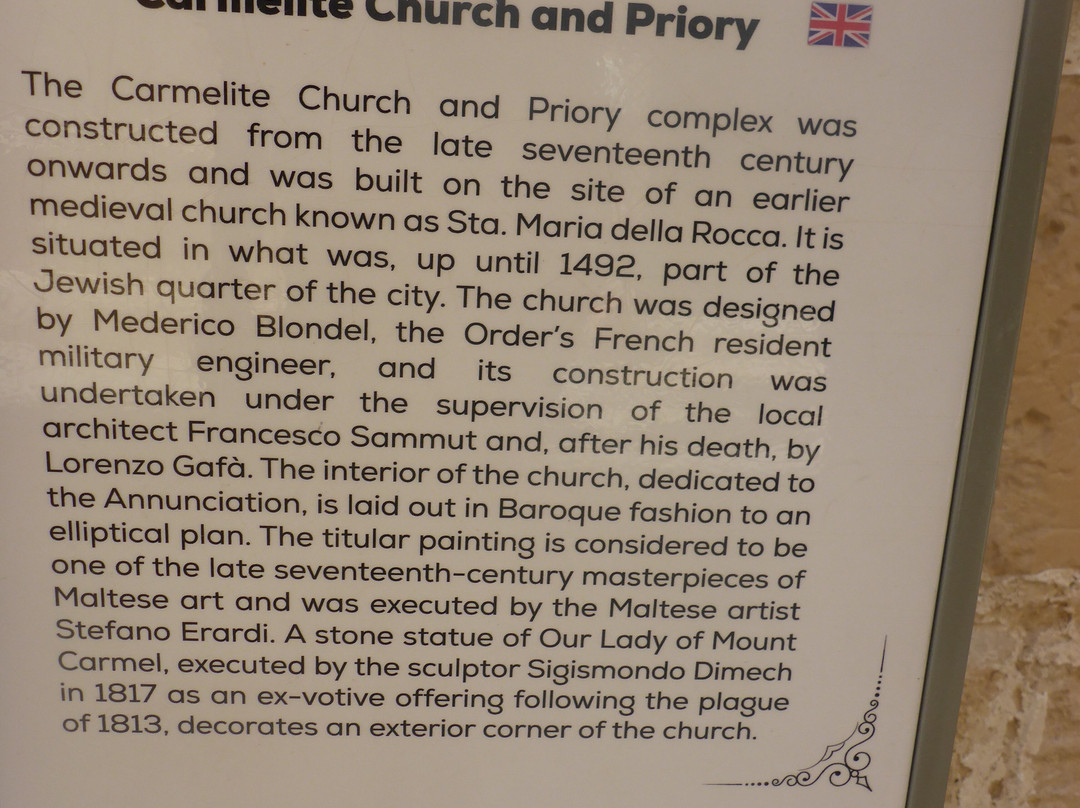 Carmelite Church and Priory
The Carmelite Church and Priory complex was
constructed from the late seventeenth century
onwards and was built on the site of an earlier
medieval church known as Sta. Maria della Rocca. It is
situated in what was, up until 1492, part of the
Jewish quarter of the city. The church was designed
by Mederico Blondel, the Order's French resident
military engineer, and its construction was
undertaken under the supervision of the local
architect Francesco Sammut and, after his death, by
Lorenzo Gafà. The interior of the church, dedicated to
the Annunciation, is laid out in Baroque fashion to an
elliptical plan. The titular painting is considered to be
one of the late seventeenth-century masterpieces of
Maltese art and was executed by the Maltese artist
Stefano Erardi. A stone statue of Our Lady of Mount
Carmel, executed by the sculptor Sigismondo Dimech
in 1817 as an ex-votive offering following the plague
of 1813, decorates an exterior corner of the church.